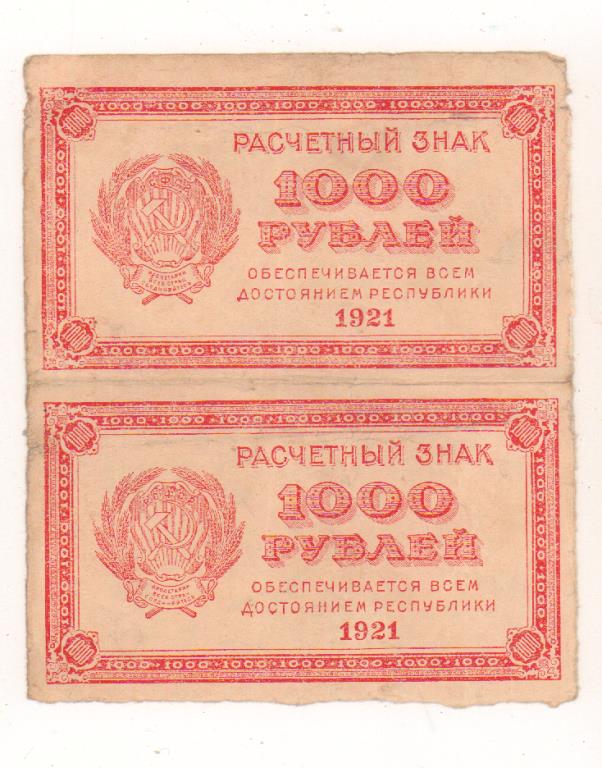 РАСЧЕТНЫЙ ЗНАК
1000
РУБЛЕЙ
ОБЕСПЕЧИВАЕТСЯ ВСЕМ
ДОСТОЯНИЕМ РЕСПУБЛИКИ
1921
РАСЧЕТНЫЙ ЗНАК
1000
РУБЛЕЙ
ОБЕСПЕЧИВАЕТСЯ ВСЕМ
ДОСТОЯНИЕМ РЕСПУБЛИКИ
1921